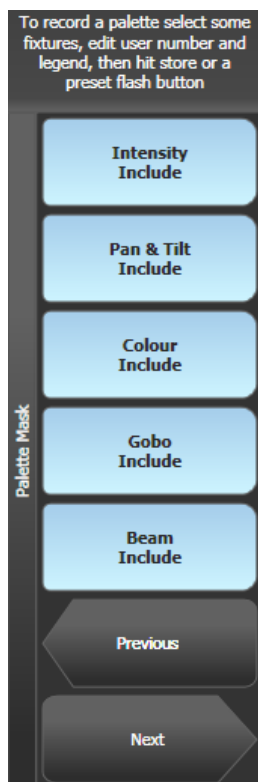 To record a palette select some
fixtures, edit user number and
legend, then hit store or a
preset flash button
Intensity
Include
Pan & Tilt
Include
Colour
Include
Palette Mask
Gobo
Include
Beam
Include
Previous
Next